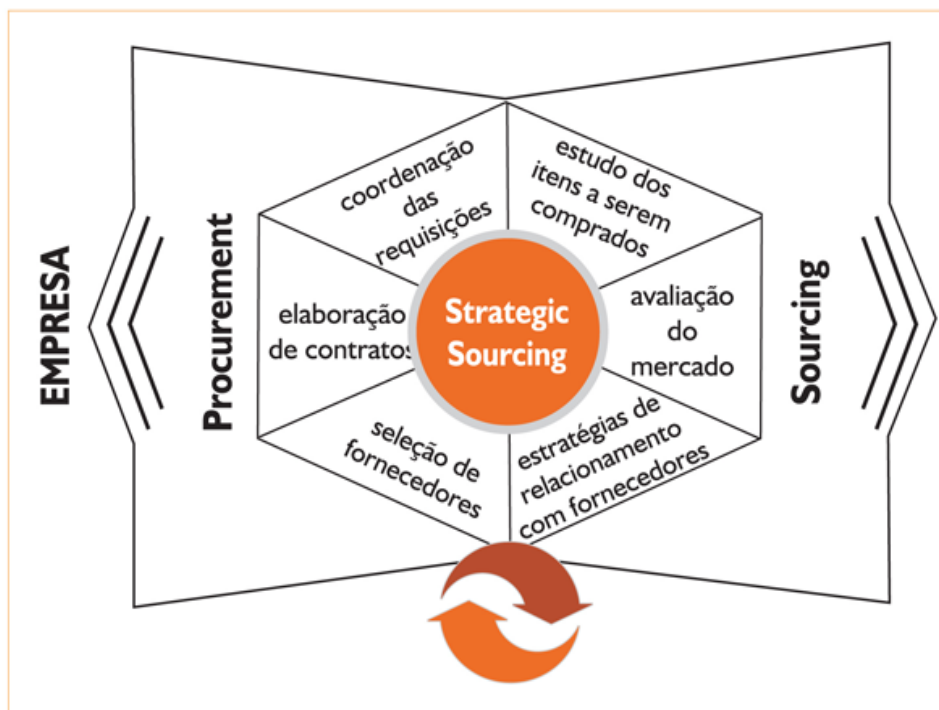 EMPRESA
Procurement
coordenação
das
requisições
elaboração
de contratos
seleção de
fornecedores
Strategic
Sourcing
estudo dos
itens a serem
comprados
avaliação
do
mercado
estratégias de
relacionamento
com fornecedores
Sourcing